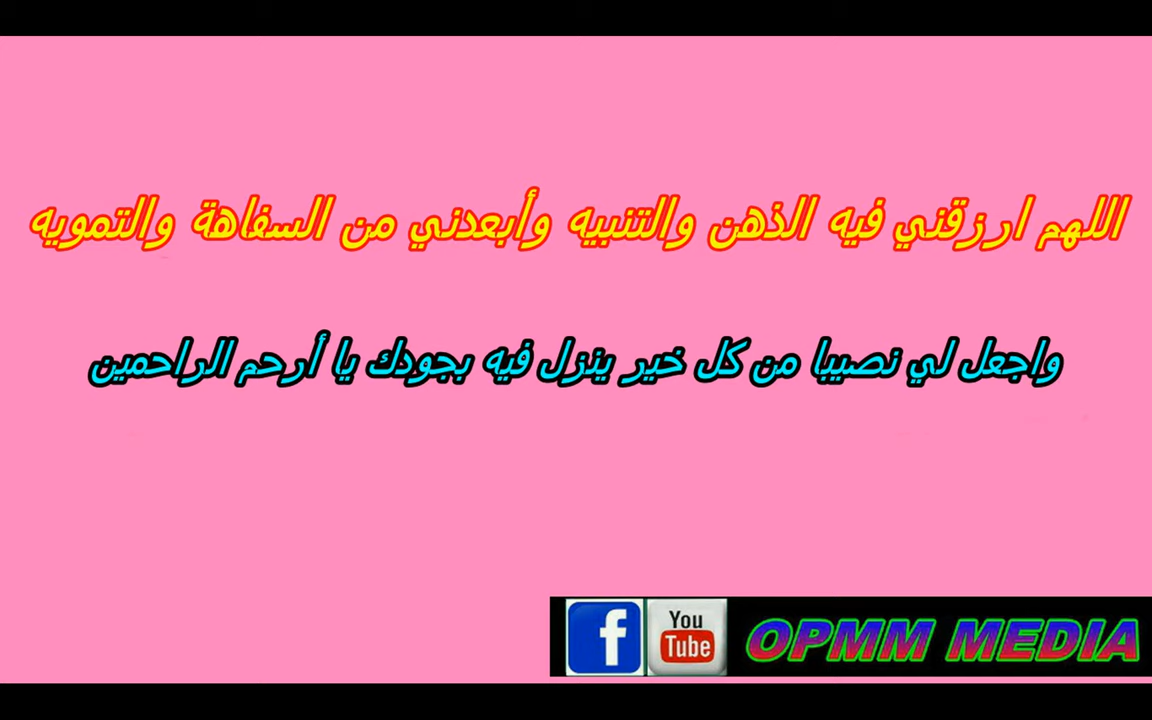 اللهم ارزقني فيه الذهن والتنبيه وأبعدني من السفاهة والتمويه
واجعل لي نصيبا من كل خير ينزل فيه بجودك يا أرحم الراحمين
f
You
Tube
OPMM MEDIA